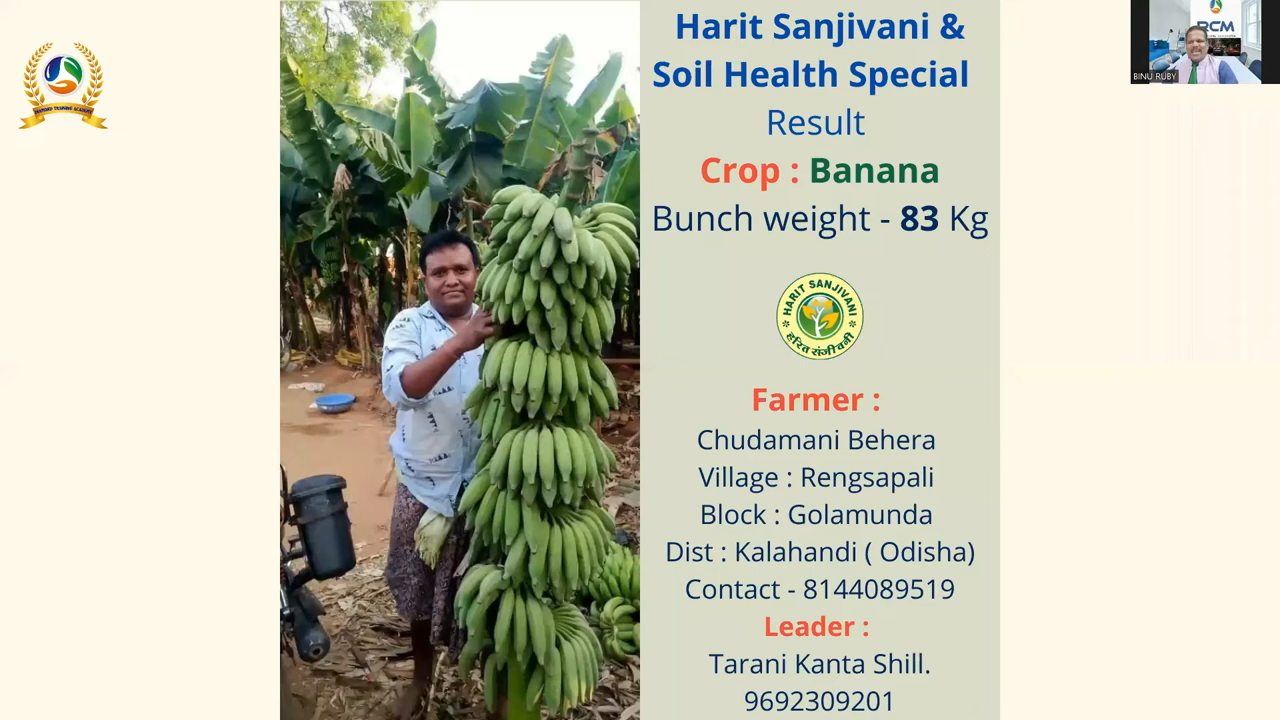 Harit Sanjivani &
Soil Health Special
Result
Crop : Banana
Bunch weight - 83 Kg
HARIT SANJIVANI
हरित संजीवनी
Farmer :
Chudamani Behera
Village : Rengsapali
Block : Golamunda
Dist : Kalahandi ( Odisha)
Contact - 8144089519
Leader :
Tarani Kanta Shill.
9692309201
RCM
BINU RUBY